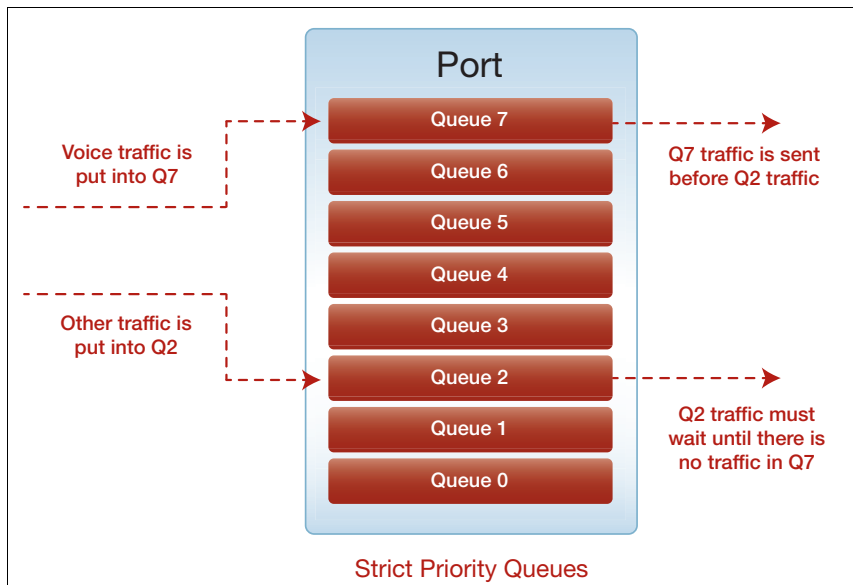 Port
Queue 7
Queue 6
Queue 5
Queue 4
Queue 3
Queue 2
Queue 1
Queue 0
Voice traffic is
put into Q7
Other traffic is
put into Q2
Q7 traffic is sent
before Q2 traffic
Q2 traffic must
wait until there is
no traffic in Q7
Strict Priority Queues